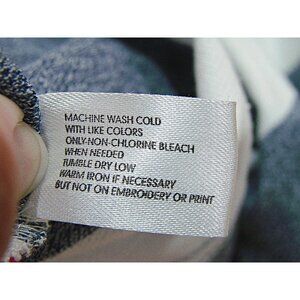 MACHINE WASH COLD
WITH LIKE COLORS
ONLY-NON-CHLORINE BLEACH
WHEN NEEDED
TUMBLE DRY LOW
WARM IRON IF NECESSARY
BUT NOT ON EMBROIDERY OR PRINT